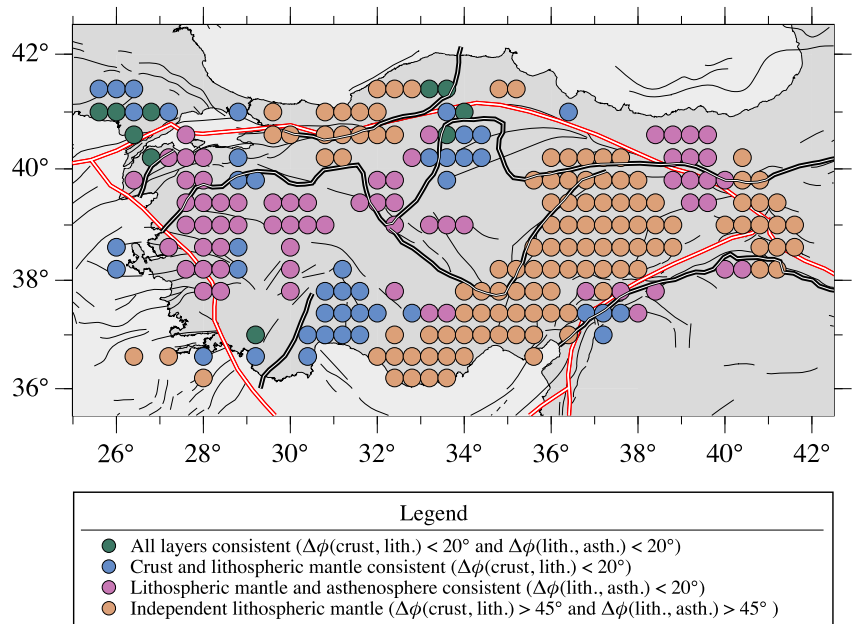 42°
40°
38°
36°
26° 28° 30° 32° 34° 36° 38° 40° 42°
Legend
All layers consistent (Δϕ(crust, lith.) < 20° and Δϕ(lith., asth.) < 20°)
Crust and lithospheric mantle consistent (Δϕ(crust, lith.) < 20°)
Lithospheric mantle and asthenosphere consistent (Δϕ(lith., asth.) < 20°
Independent lithospheric mantle (Δϕ(crust, lith.) > 45° and Δϕ(lith., asth.) > 45° )